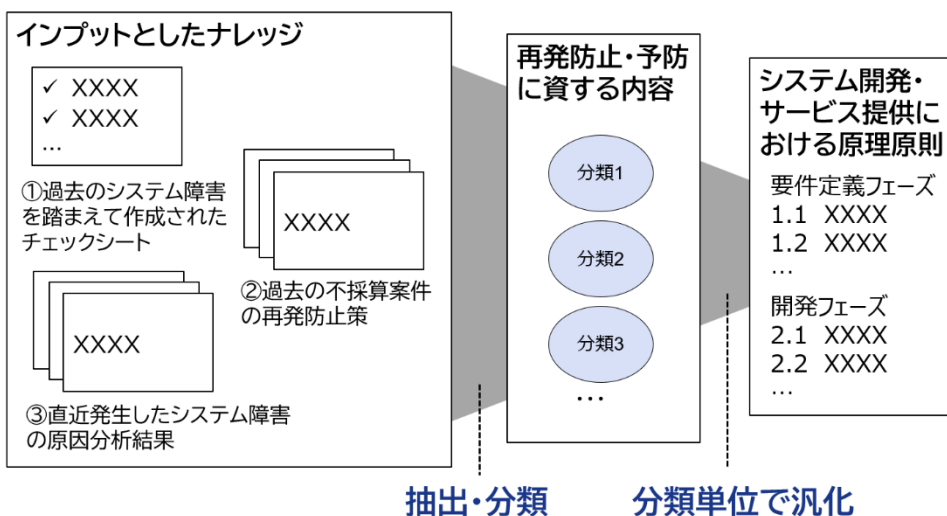 インプットとしたナレッジ
✓ XXXX
✓ XXXX
…
①過去のシステム障害
を踏まえて作成された
チェックシート
XXXX
②過去の不採算案件
の再発防止策
XXXX
③直近発生したシステム障害
の原因分析結果
再発防止・予防
に資する内容
分類1
分類2
分類3
…
システム開発・
サービス提供に
おける原理原則
要件定義フェーズ
1.1 XXXX
1.2 XXXX
…
開発フェーズ
2.1 XXXX
2.2 XXXX
…
抽出・分類
分類単位で汎化